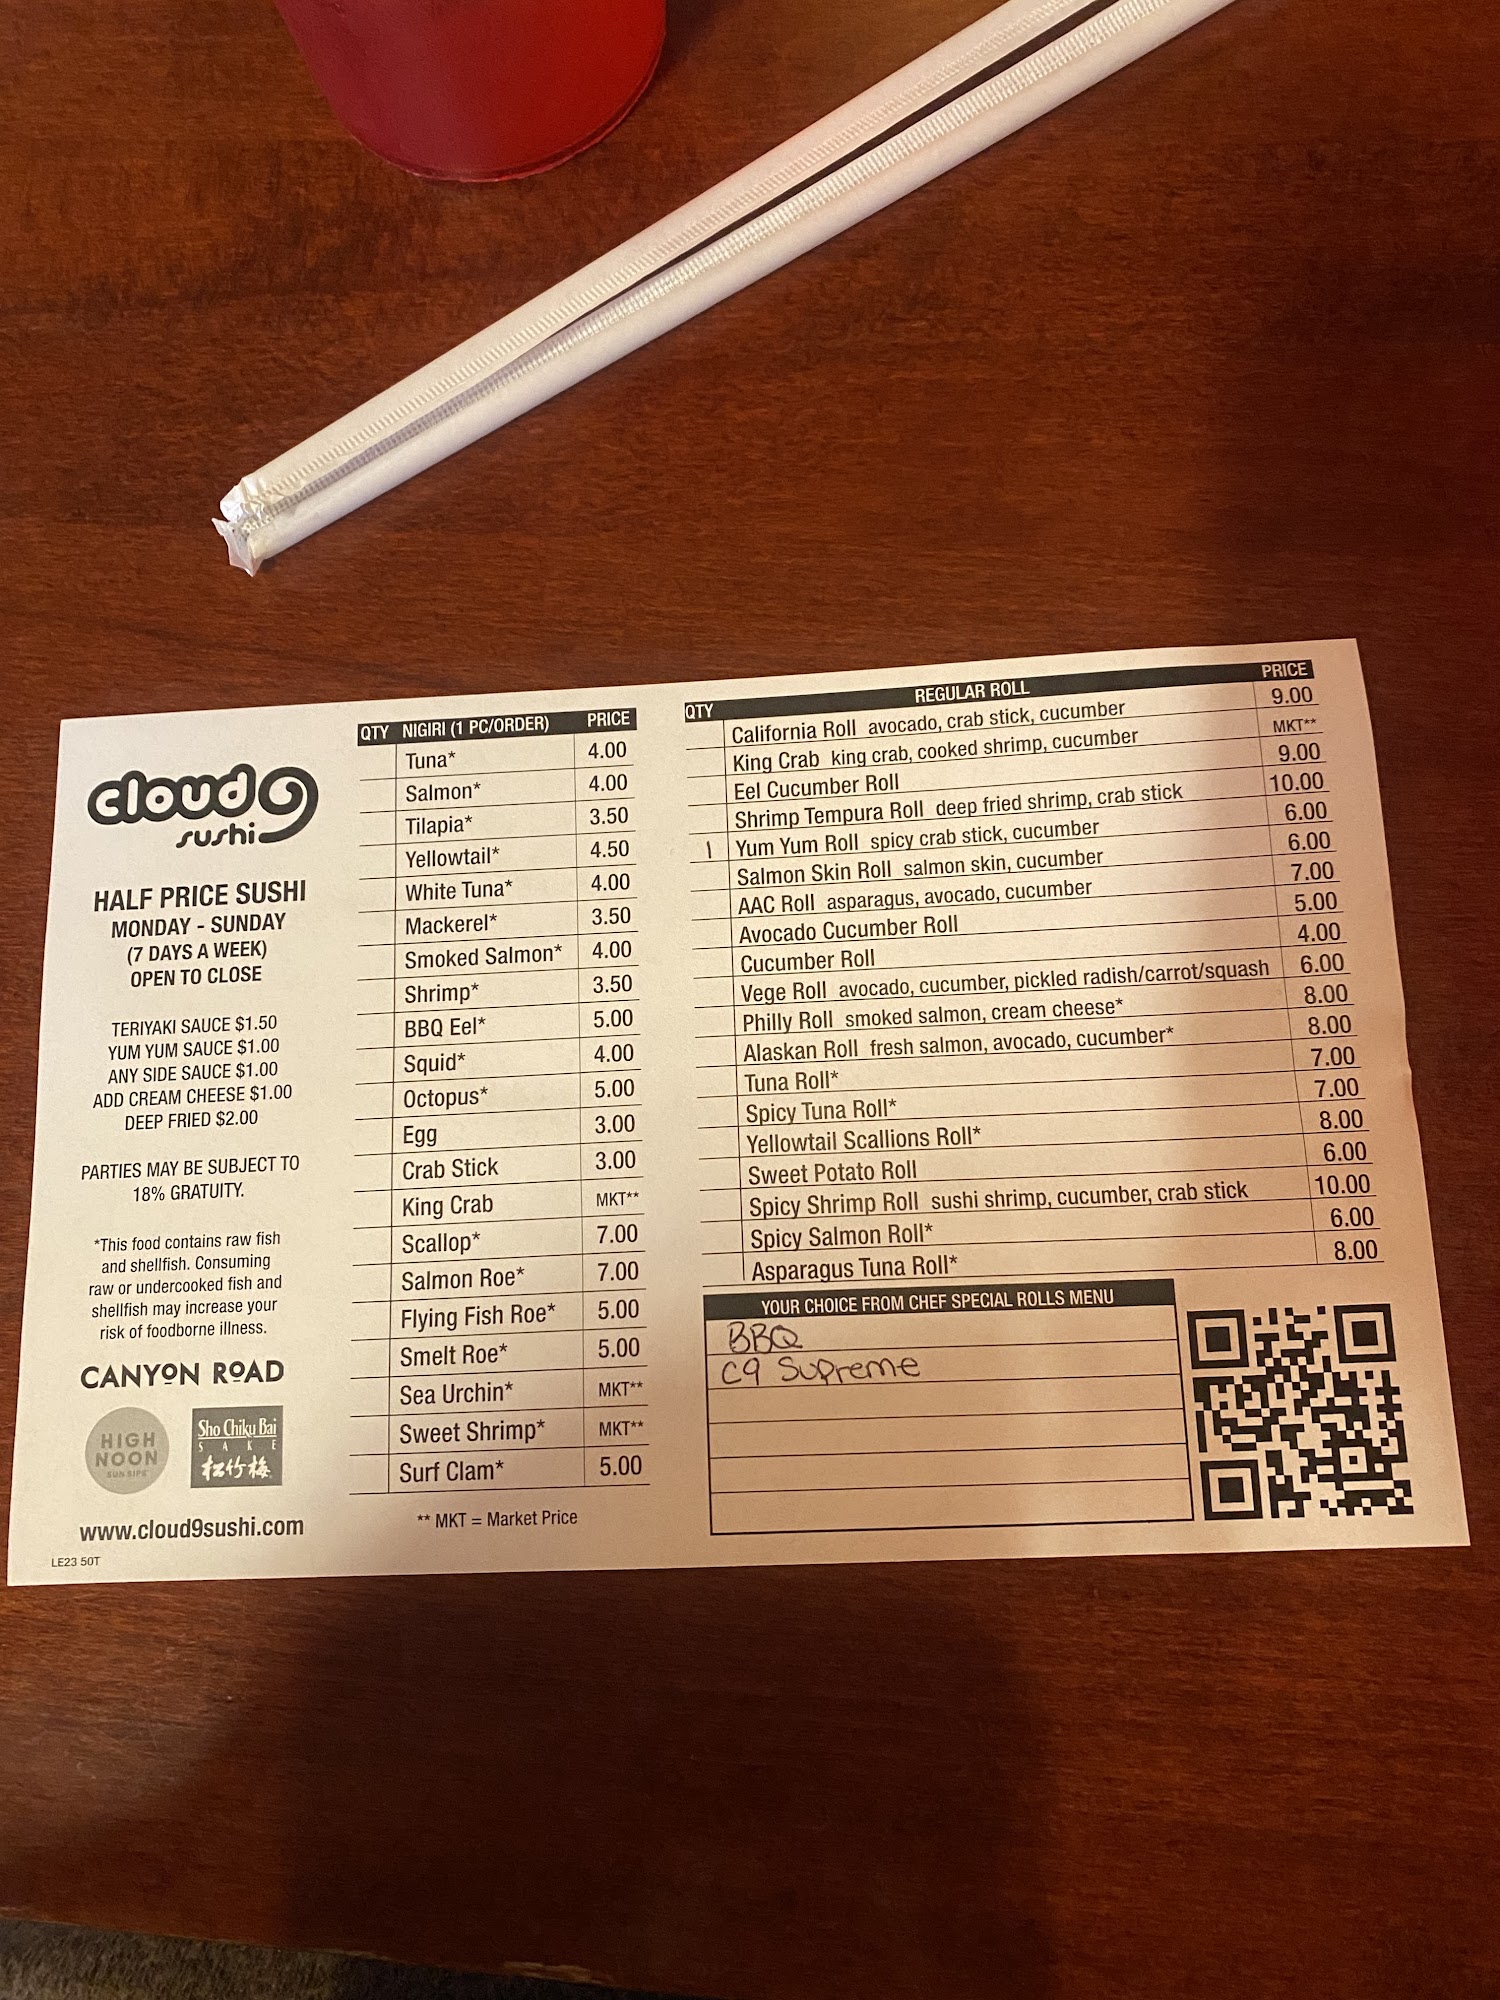 cloud9
sushi
HALF PRICE SUSHI
MONDAY - SUNDAY
(7 DAYS A WEEK)
OPEN TO CLOSE
TERIYAKI SAUCE $1.50
YUM YUM SAUCE $1.00
ANY SIDE SAUCE $1.00
ADD CREAM CHEESE $1.00
DEEP FRIED $2.00
PARTIES MAY BE SUBJECT TO
18% GRATUITY.
*This food contains raw fish
and shellfish. Consuming
raw or undercooked fish and
shellfish may increase your
risk of foodborne illness.
CANYON ROAD
HIGH
NOON
SUN SIPS
Sho Chiku Bai
SAKE
松竹梅
www.cloud9sushi.com
LE23 50T
QTY NIGIRI (1 PC/ORDER) PRICE
Tuna* 4.00
Salmon* 4.00
Tilapia* 3.50
Yellowtail* 4.50
White Tuna* 4.00
Mackerel* 3.50
Smoked Salmon* 4.00
Shrimp* 3.50
BBQ Eel* 5.00
Squid* 4.00
Octopus* 5.00
Egg 3.00
Crab Stick 3.00
King Crab MKT**
Scallop* 7.00
Salmon Roe* 7.00
Flying Fish Roe* 5.00
Smelt Roe* 5.00
Sea Urchin* MKT**
Sweet Shrimp* MKT**
Surf Clam* 5.00
** MKT = Market Price
QTY REGULAR ROLL PRICE
California Roll avocado, crab stick, cucumber 9.00
King Crab king crab, cooked shrimp, cucumber MKT**
Eel Cucumber Roll 9.00
Shrimp Tempura Roll deep fried shrimp, crab stick 10.00
1 Yum Yum Roll spicy crab stick, cucumber 6.00
Salmon Skin Roll salmon skin, cucumber 6.00
AAC Roll asparagus, avocado, cucumber 7.00
Avocado Cucumber Roll 5.00
Cucumber Roll 4.00
Vege Roll avocado, cucumber, pickled radish/carrot/squash 6.00
Philly Roll smoked salmon, cream cheese* 8.00
Alaskan Roll fresh salmon, avocado, cucumber* 8.00
Tuna Roll* 7.00
Spicy Tuna Roll* 7.00
Yellowtail Scallions Roll* 8.00
Sweet Potato Roll 6.00
Spicy Shrimp Roll sushi shrimp, cucumber, crab stick 10.00
Spicy Salmon Roll* 6.00
Asparagus Tuna Roll* 8.00
YOUR CHOICE FROM CHEF SPECIAL ROLLS MENU
BBQ
C9 Supreme